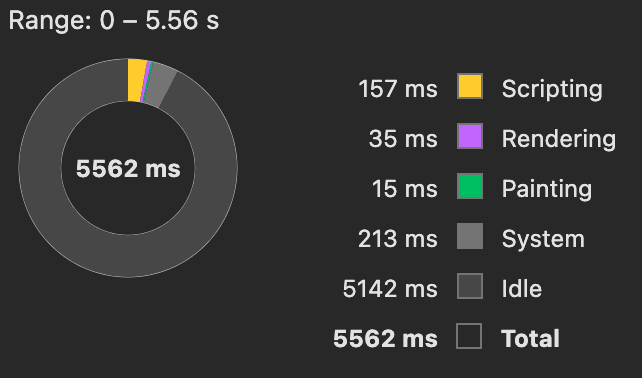 Range: 0 – 5.56 s
5562 ms
157 ms Scripting
35 ms Rendering
15 ms Painting
213 ms System
5142 ms Idle
5562 ms Total